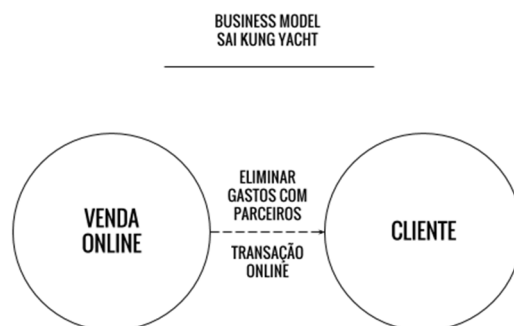 BUSINESS MODEL
SAI KUNG YACHT
VENDA
ONLINE
ELIMINAR
GASTOS COM
PARCEIROS
TRANSAÇÃO
ONLINE
CLIENTE